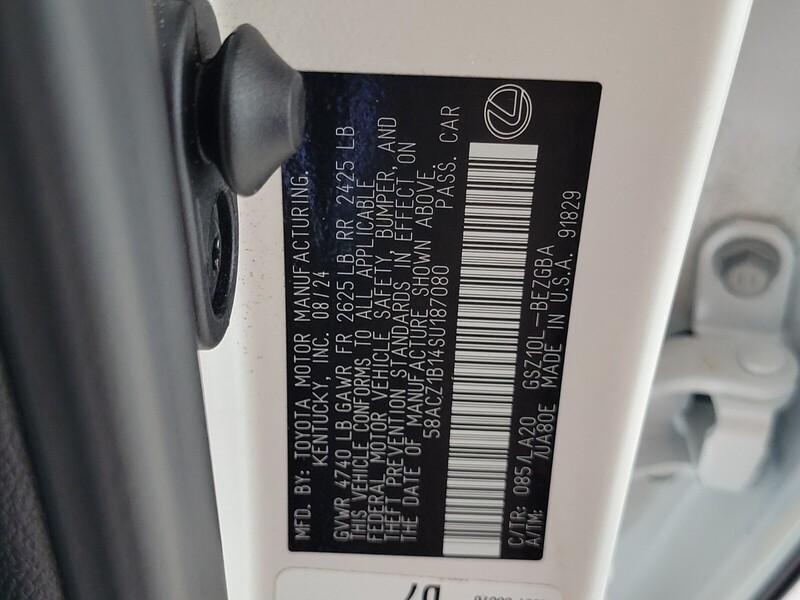 MFD. BY: TOYOTA MOTOR MANUFACTURING.
KENTUCKY, INC. 08/24
GVWR 4740 LB GAWR FR 2625 LB RR 2425 LB
THIS VEHICLE CONFORMS TO ALL APPLICABLE
FEDERAL MOTOR VEHICLE SAFETY, BUMPER, AND
THEFT PREVENTION STANDARDS IN EFFECT ON
THE DATE OF MANUFACTURE SHOWN ABOVE.
58ACZ1B14SU187080 PASS. CAR
C/TR: 085/LA20 GSZ10L-BEZGBA
A/TM: /UA80E MADE IN U.S.A. 91829
D7